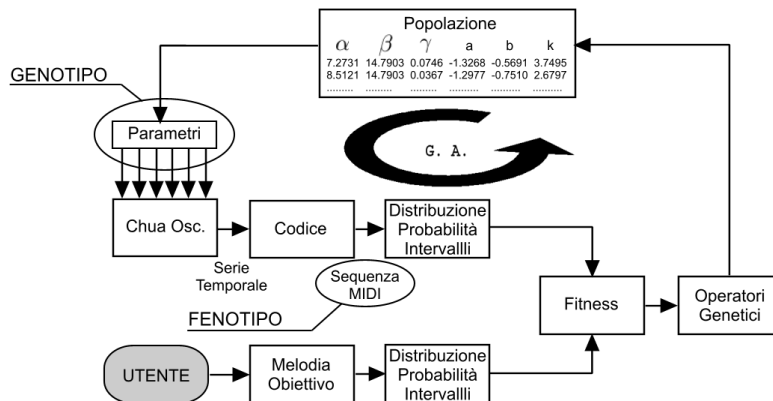 Popolazione
α β γ a b k
7.2731 14.7903 0.0746 -1.3268 -0.5691 3.7495
8.5121 14.7903 0.0367 -1.2977 -0.7510 2.6797
......... ......... ......... ......... ......... .........
GENOTIPO
Parametri
G. A.
Chua Osc.
Codice
Distribuzione
Probabilità
Intervallli
Serie
Temporale
Sequenza
MIDI
FENOTIPO
Fitness
Operatori
Genetici
UTENTE
Melodia
Obiettivo
Distribuzione
Probabilità
Intervallli